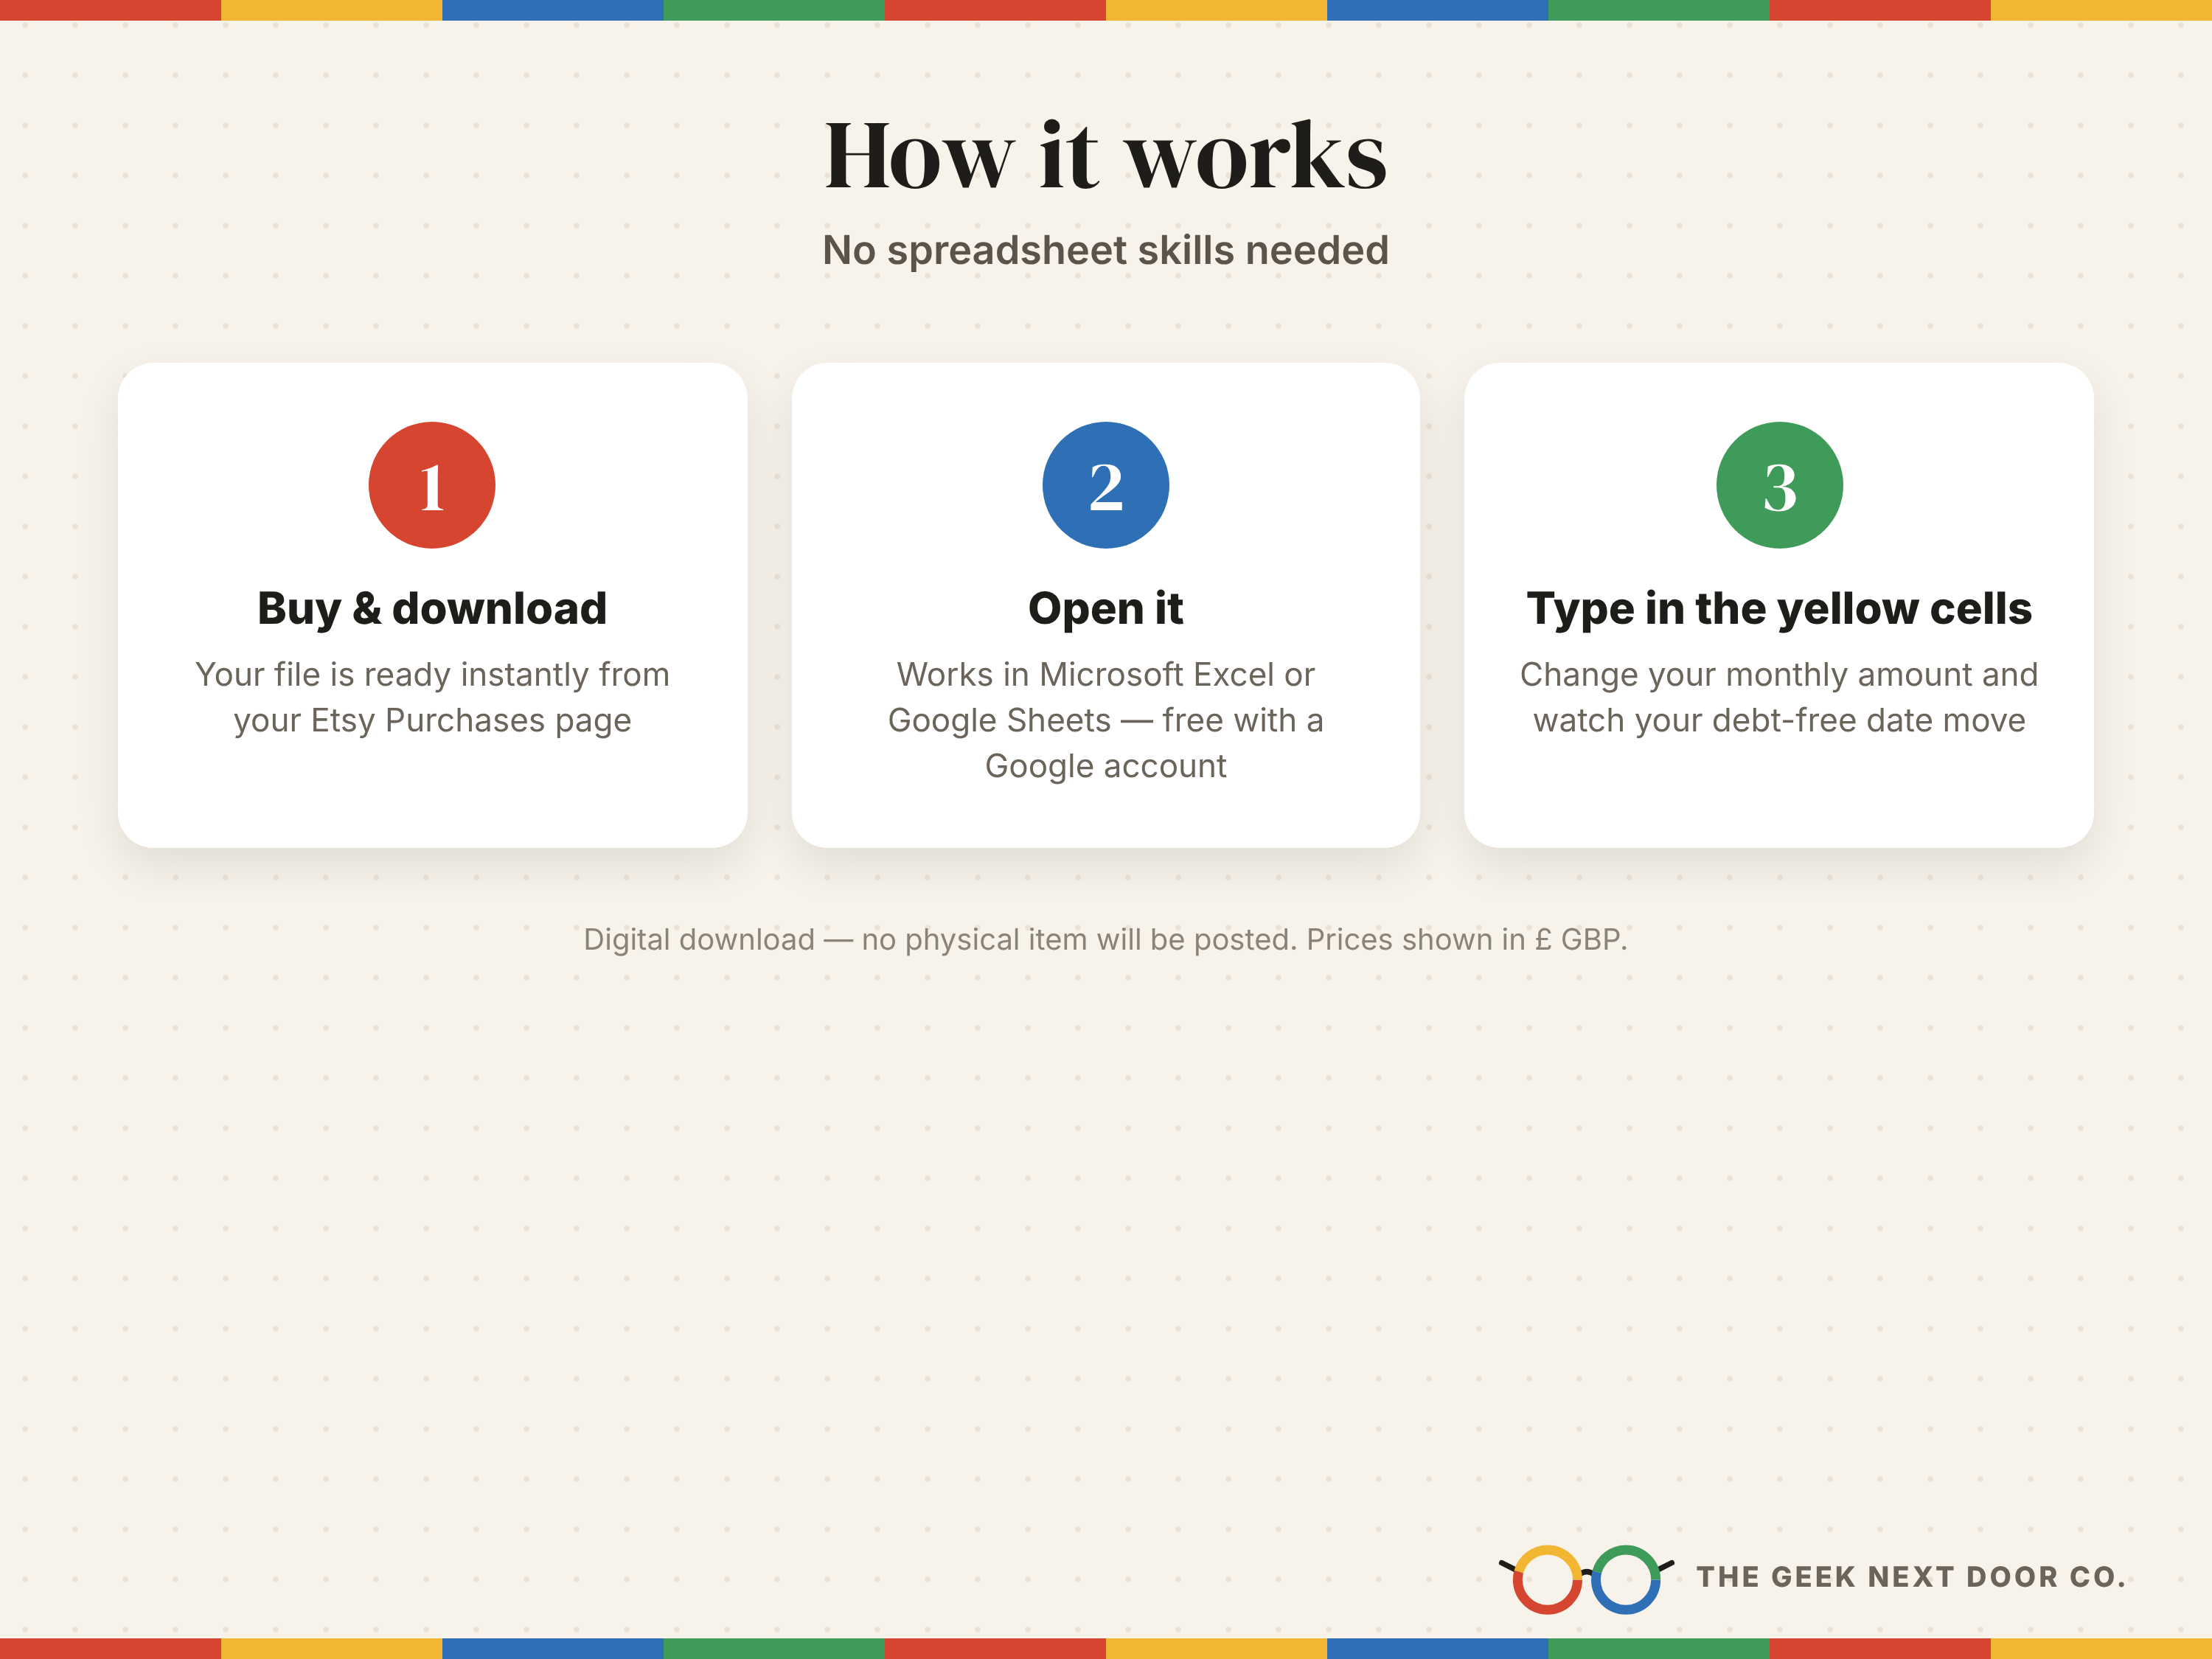 How it works
No spreadsheet skills needed
1
Buy & download
Your file is ready instantly from
your Etsy Purchases page
2
Open it
Works in Microsoft Excel or
Google Sheets — free with a
Google account
3
Type in the yellow cells
Change your monthly amount and
watch your debt-free date move
Digital download — no physical item will be posted. Prices shown in £ GBP.
THE GEEK NEXT DOOR CO.